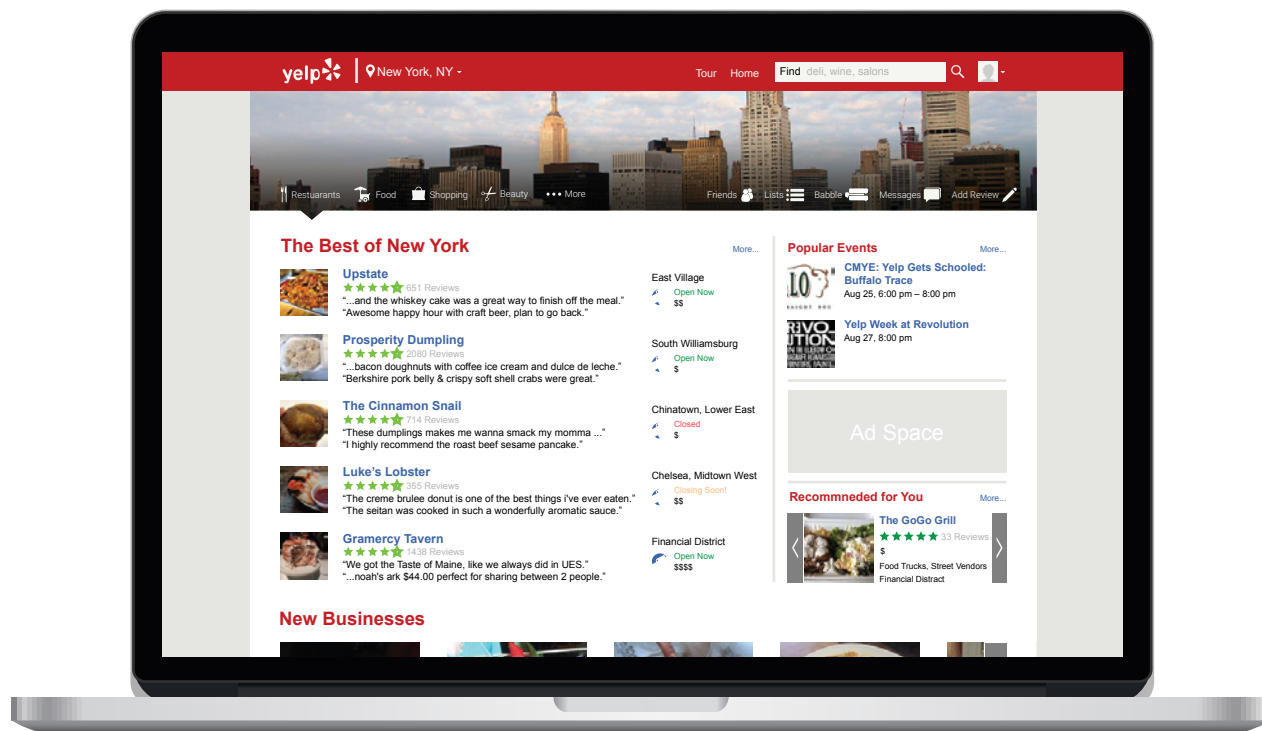 yelp
New York, NY
Tour
Home
Find deli, wine, salons
Restuarants
Food
Shopping
Beauty
More
Friends
Lists
Babble
Messages
Add Review
The Best of New York
More...
Upstate
651 Reviews
“...and the whiskey cake was a great way to finish off the meal.”
“Awesome happy hour with craft beer, plan to go back.”
East Village
Open Now
$$
Prosperity Dumpling
2080 Reviews
“...bacon doughnuts with coffee ice cream and dulce de leche.”
“Berkshire pork belly & crispy soft shell crabs were great.”
South Williamsburg
Open Now
$
The Cinnamon Snail
714 Reviews
“These dumplings makes me wanna smack my momma ...”
“I highly recommend the roast beef sesame pancake.”
Chinatown, Lower East
Closed
$
Luke’s Lobster
355 Reviews
“The creme brulee donut is one of the best things i’ve ever eaten.”
“The seitan was cooked in such a wonderfully aromatic sauce.”
Chelsea, Midtown West
Closing Soon!
$$
Gramercy Tavern
1438 Reviews
“We got the Taste of Maine, like we always did in UES.”
“...noah's ark $44.00 perfect for sharing between 2 people.”
Financial District
Open Now
$$$$
New Businesses
Popular Events
More...
CMYE: Yelp Gets Schooled:
Buffalo Trace
Aug 25, 6:00 pm – 8:00 pm
Yelp Week at Revolution
Aug 27, 8:00 pm
Ad Space
Recommneded for You
More...
The GoGo Grill
33 Reviews
$
Food Trucks, Street Vendors
Financial Distract